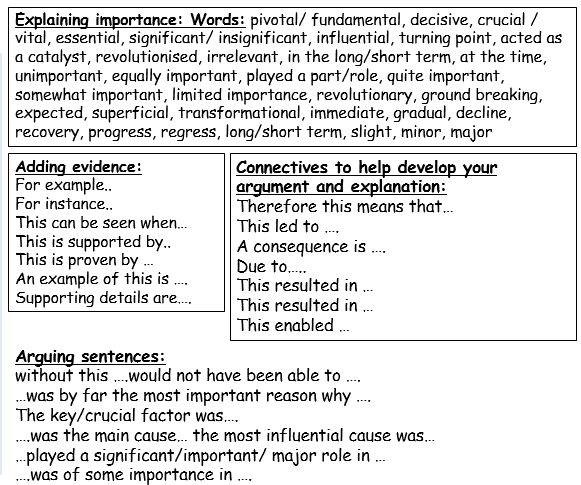 Explaining importance: Words: pivotal/ fundamental, decisive, crucial /
vital, essential, significant/ insignificant, influential, turning point, acted as
a catalyst, revolutionised, irrelevant, in the long/short term, at the time,
unimportant, equally important, played a part/role, quite important,
somewhat important, limited importance, revolutionary, ground breaking,
expected, superficial, transformational, immediate, gradual, decline,
recovery, progress, regress, long/short term, slight, minor, major
Adding evidence:
For example..
For instance..
This can be seen when…
This is supported by..
This is proven by …
An example of this is ….
Supporting details are….
Connectives to help develop your
argument and explanation:
Therefore this means that…
This led to ….
A consequence is ….
Due to…..
This resulted in …
This resulted in …
This enabled …
Arguing sentences:
without this ….would not have been able to ….
…was by far the most important reason why ….
The key/crucial factor was….
….was the main cause… the most influential cause was…
…played a significant/important/ major role in …
….was of some importance in ….